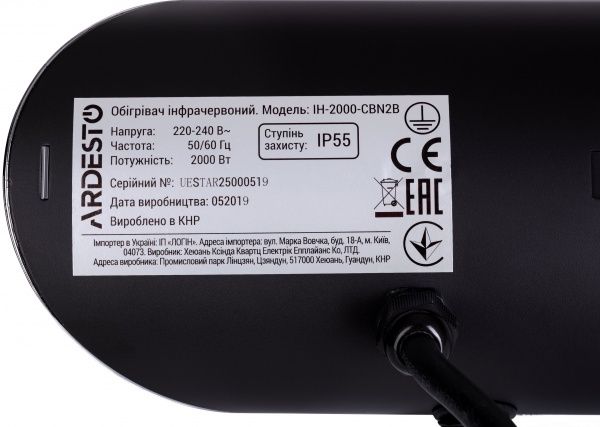 ARDESTO
Обігрівач інфрачервоний. Модель: IH-2000-CBN2B
Напруга: 220-240 В~
Частота: 50/60 Гц
Потужність: 2000 Вт
Ступінь
захисту: IP55
Серійний №: UESTAR25000519
Дата виробництва: 052019
Вироблено в КНР
CE
EAC
Імпортер в Україні: ІП «ЛОГІН». Адреса імпортера: вул. Марка Вовчка, буд. 18-А, м. Київ,
04073. Виробник: Хеюань Ксінда Квартц Електрік Епплайанс Ко, ЛТД.
Адреса виробника: Промисловий парк Лінцзян, Цзяндун, 517000 Хеюань, Гуандун, КНР